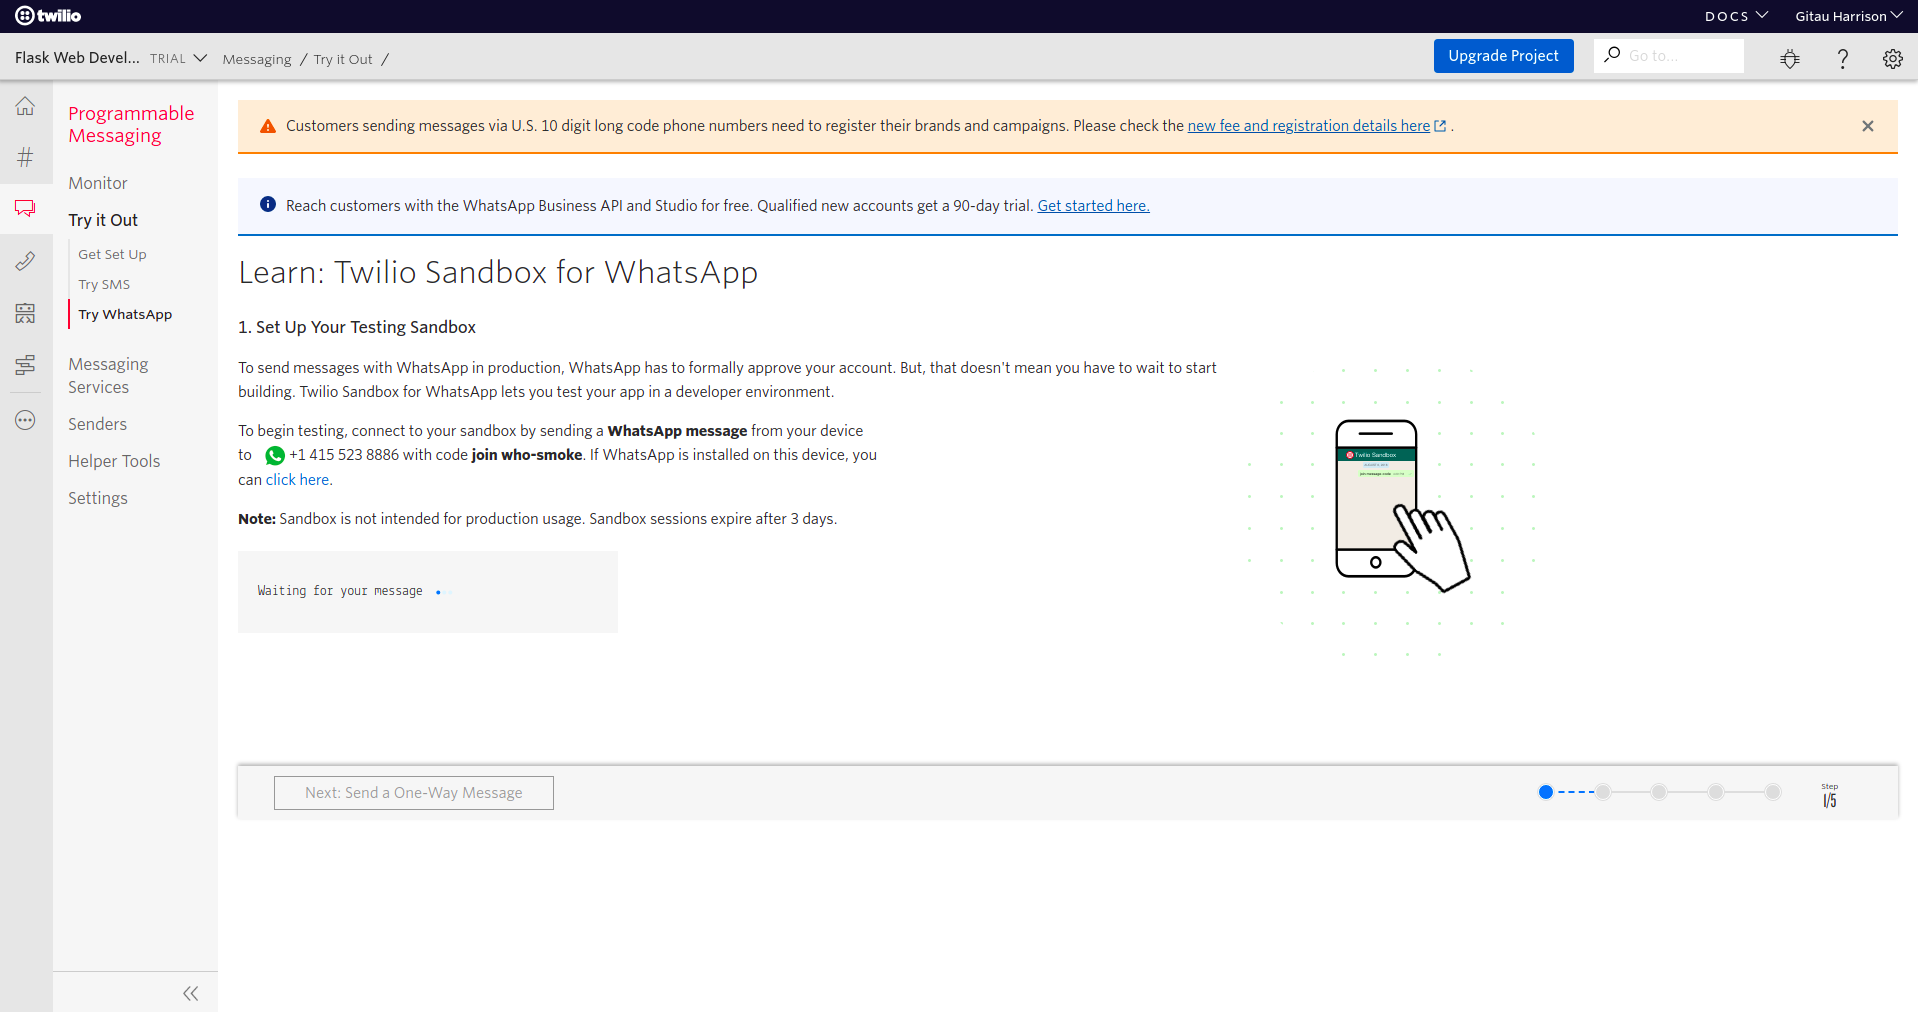 twilio
DOCS
Gitau Harrison
Flask Web Devel... TRIAL
Messaging / Try it Out /
Upgrade Project
Go to...
Programmable
Messaging
Monitor
Try it Out
Get Set Up
Try SMS
Try WhatsApp
Messaging
Services
Senders
Helper Tools
Settings
Customers sending messages via U.S. 10 digit long code phone numbers need to register their brands and campaigns. Please check the new fee and registration details here .
Reach customers with the WhatsApp Business API and Studio for free. Qualified new accounts get a 90-day trial. Get started here.
Learn: Twilio Sandbox for WhatsApp
1. Set Up Your Testing Sandbox
To send messages with WhatsApp in production, WhatsApp has to formally approve your account. But, that doesn't mean you have to wait to start
building. Twilio Sandbox for WhatsApp lets you test your app in a developer environment.
To begin testing, connect to your sandbox by sending a WhatsApp message from your device
to +1 415 523 8886 with code join who-smoke. If WhatsApp is installed on this device, you
can click here.
Note: Sandbox is not intended for production usage. Sandbox sessions expire after 3 days.
Waiting for your message
Twilio Sandbox
Next: Send a One-Way Message
Step
1/5